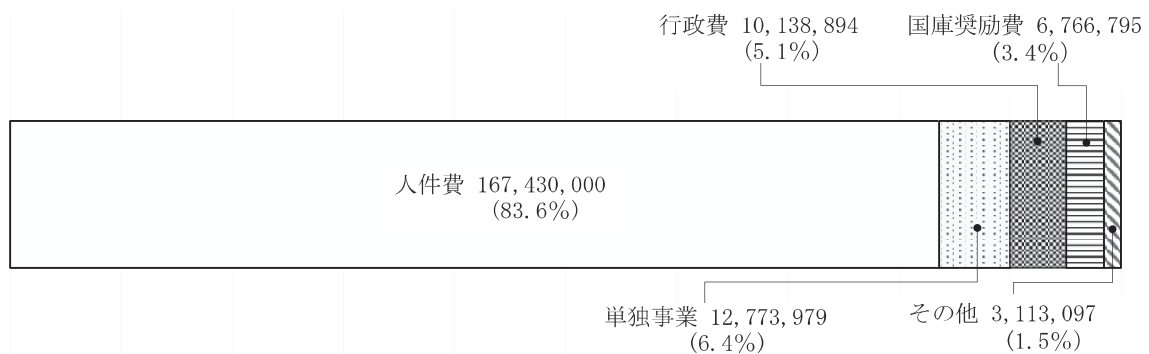 行政費 10,138,894
(5.1%)
国庫奨励費 6,766,795
(3.4%)
人件費 167,430,000
(83.6%)
単独事業 12,773,979
(6.4%)
その他 3,113,097
(1.5%)